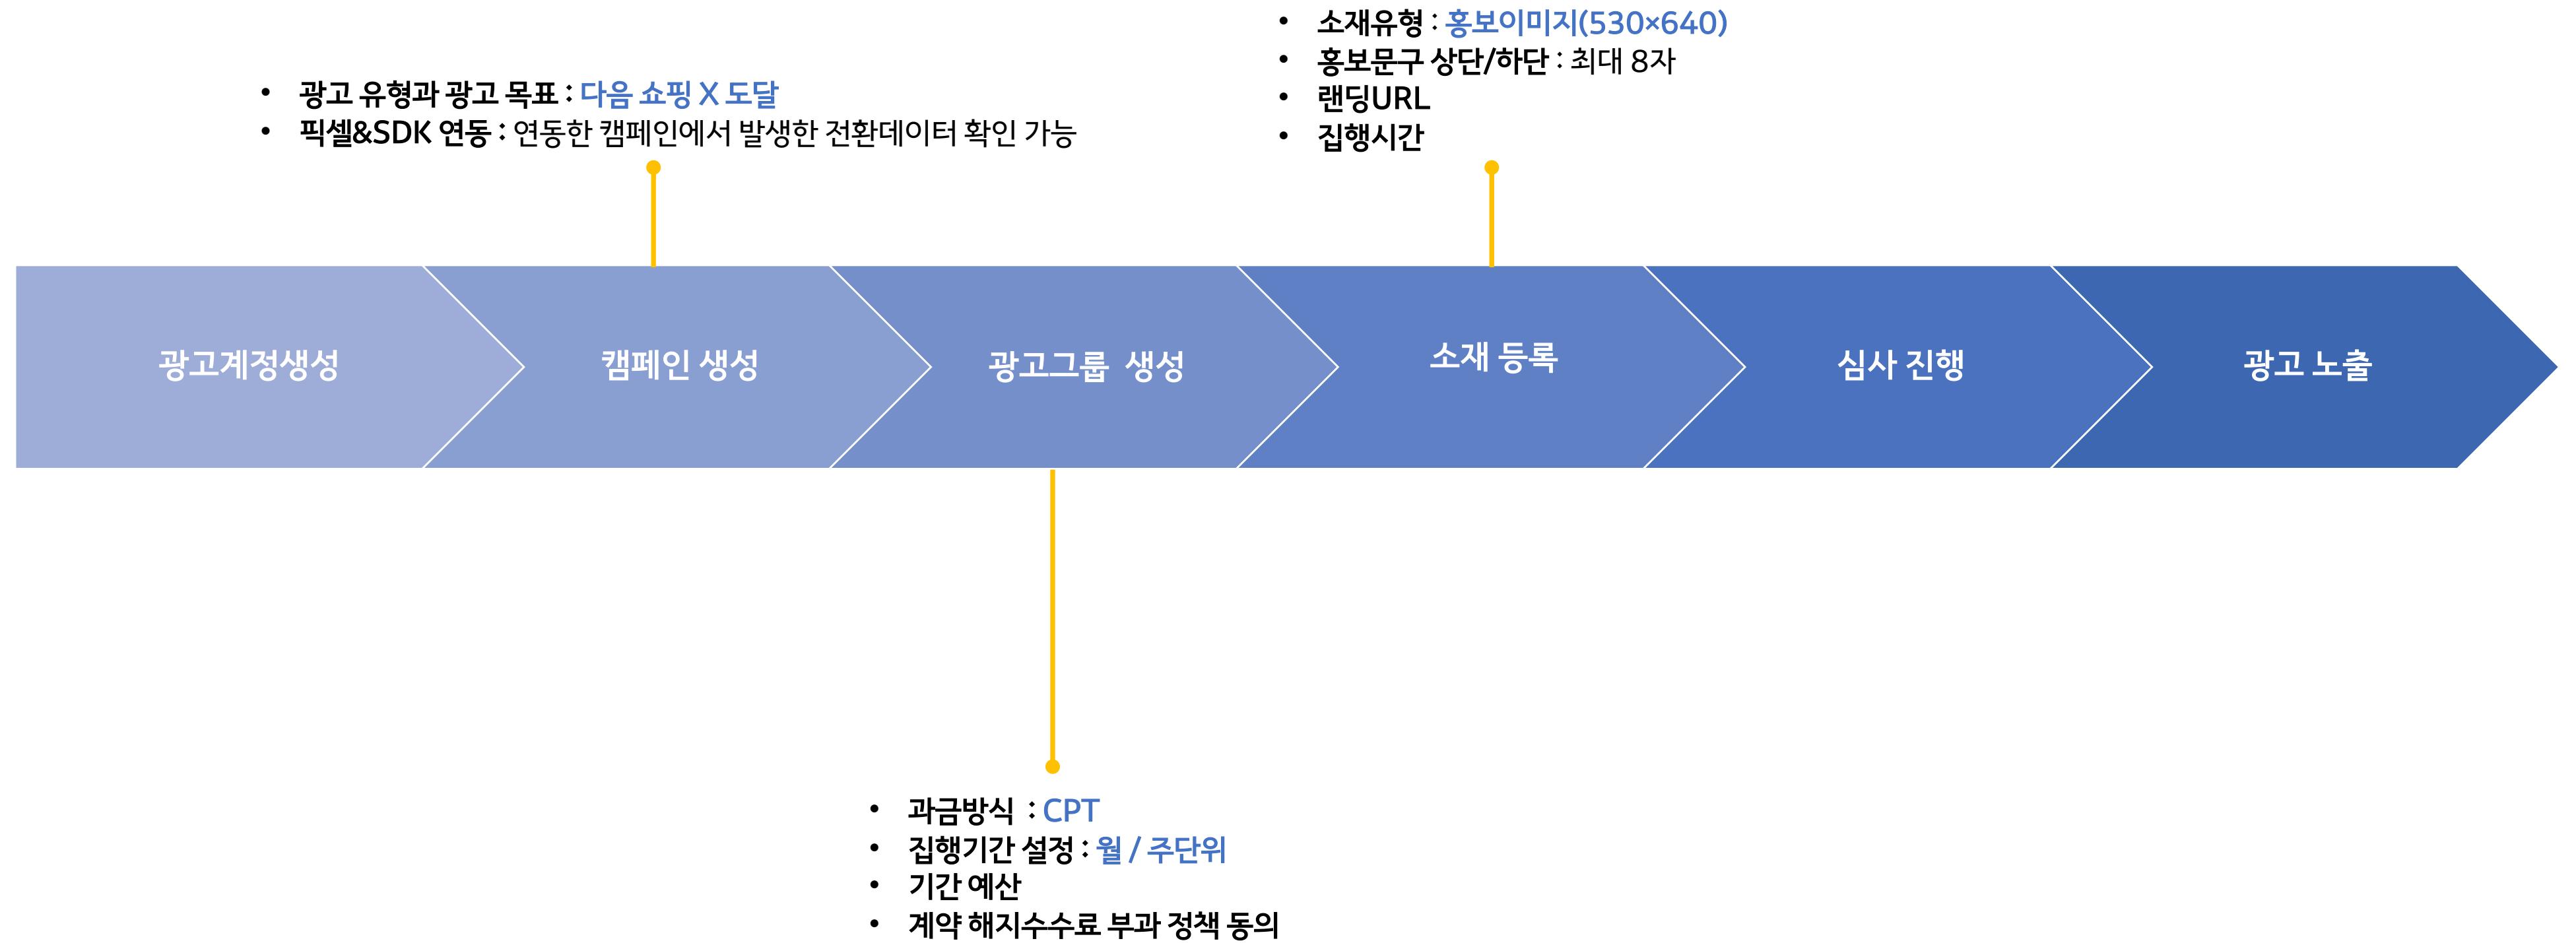 • 소재유형 : 홍보이미지(530×640)
• 홍보문구 상단/하단 : 최대 8자
• 랜딩URL
• 집행시간
• 광고 유형과 광고 목표 : 다음 쇼핑 X 도달
• 픽셀&SDK 연동 : 연동한 캠페인에서 발생한 전환데이터 확인 가능
광고계정생성
캠페인 생성
광고그룹 생성
소재 등록
심사 진행
광고 노출
• 과금방식 : CPT
• 집행기간 설정 : 월 / 주단위
• 기간 예산
• 계약 해지수수료 부과 정책 동의